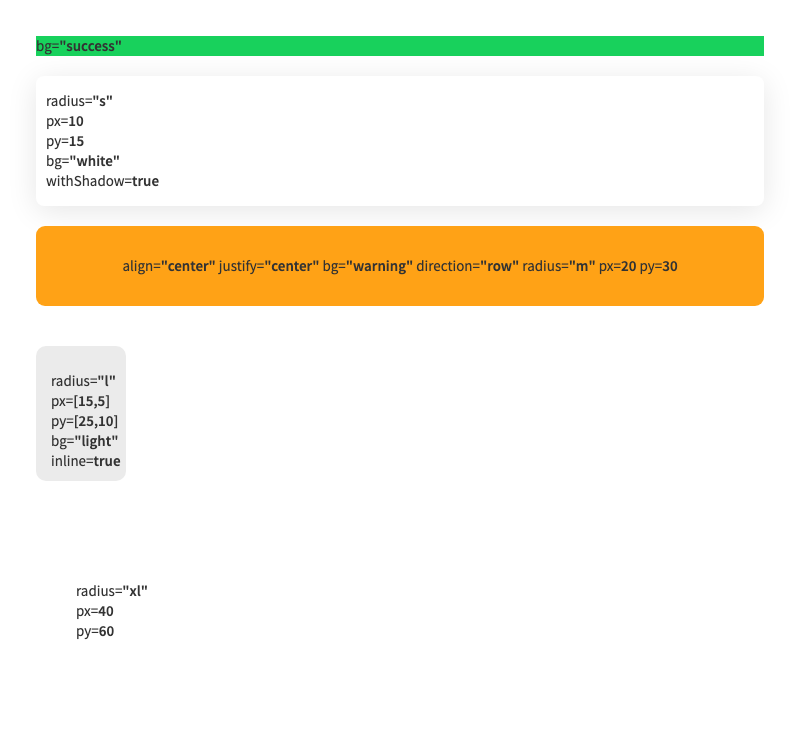 bg="success"
radius="s"
px=10
py=15
bg="white"
withShadow=true
align="center" justify="center" bg="warning" direction="row" radius="m" px=20 py=30
radius="l"
px=[15,5]
py=[25,10]
bg="light"
inline=true
radius="xl"
px=40
py=60